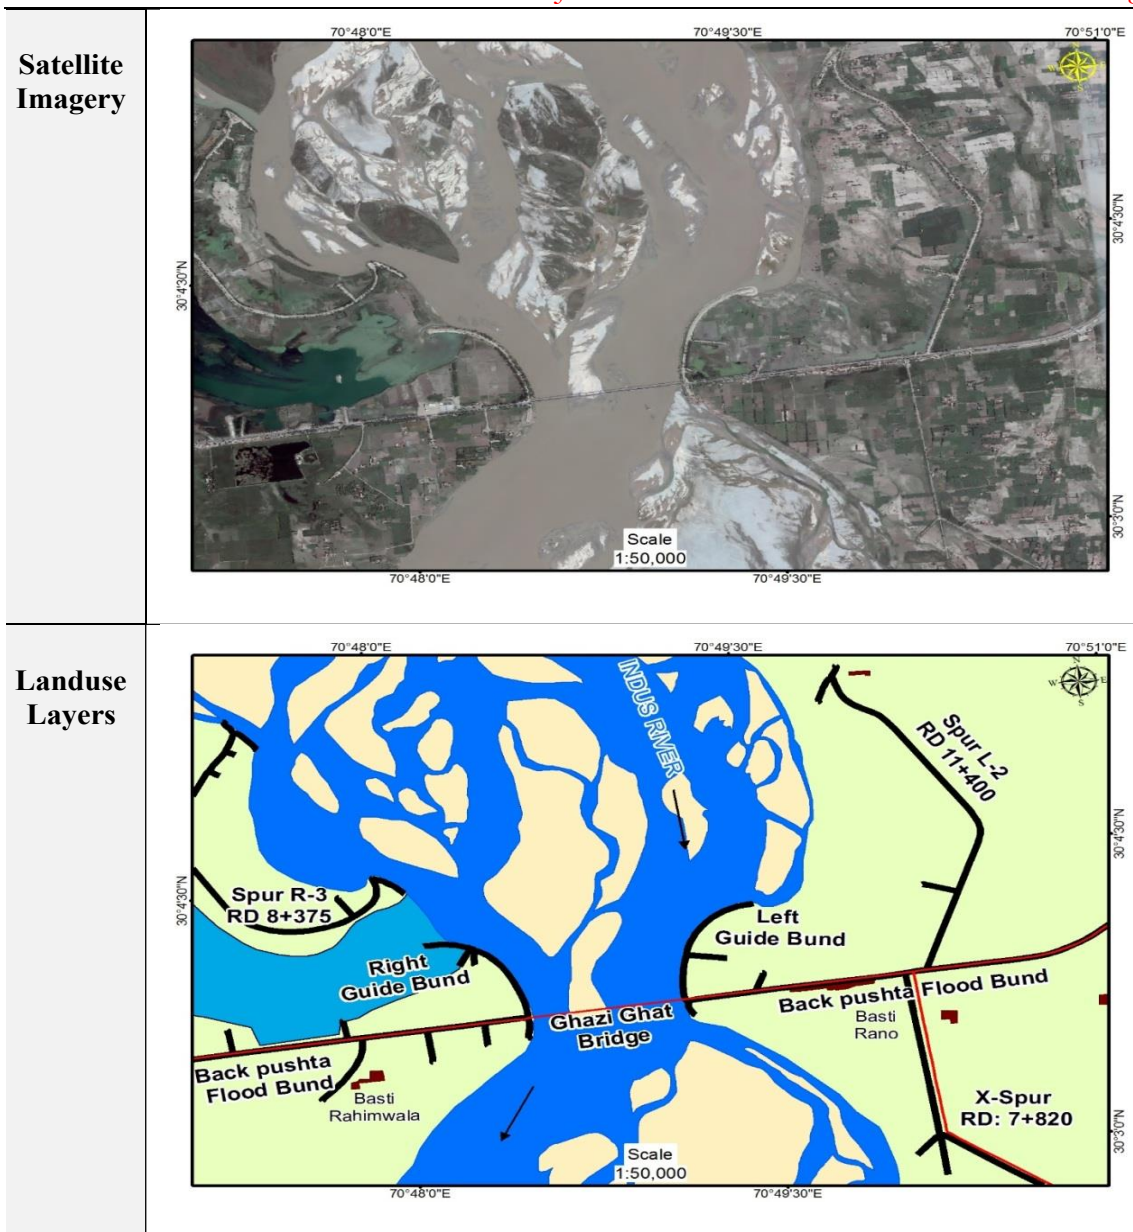 Satellite
Imagery
70°48'0"E
70°49'30"E
70°51'0"E
N
W
E
S
30°4'30"N
30°4'30"N
30°3'0"N
Scale
1:50,000
70°48'0"E
70°49'30"E
Landuse
Layers
70°48'0"E
70°49'30"E
70°51'0"E
N
W
E
S
INDUS RIVER
Spur L-2
RD 11+400
30°4'30"N
30°4'30"N
Spur R-3
RD 8+375
Left
Guide Bund
Right
Guide Bund
Back pushta Flood Bund
Ghazi Ghat
Bridge
Basti
Rano
Back pushta
Flood Bund
Basti
Rahimwala
X-Spur
RD: 7+820
30°3'0"N
Scale
1:50,000
70°48'0"E
70°49'30"E